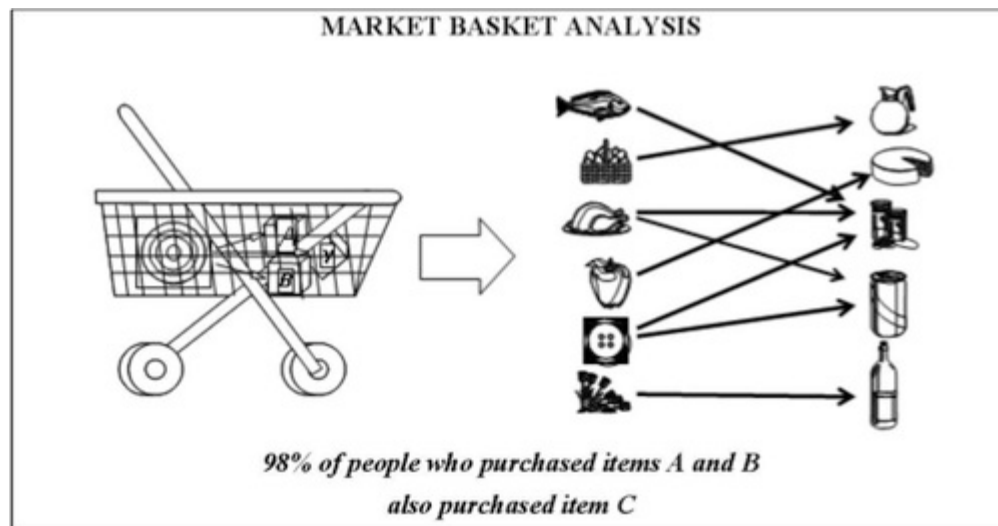 MARKET BASKET ANALYSIS
A
Y
B
98% of people who purchased items A and B
also purchased item C